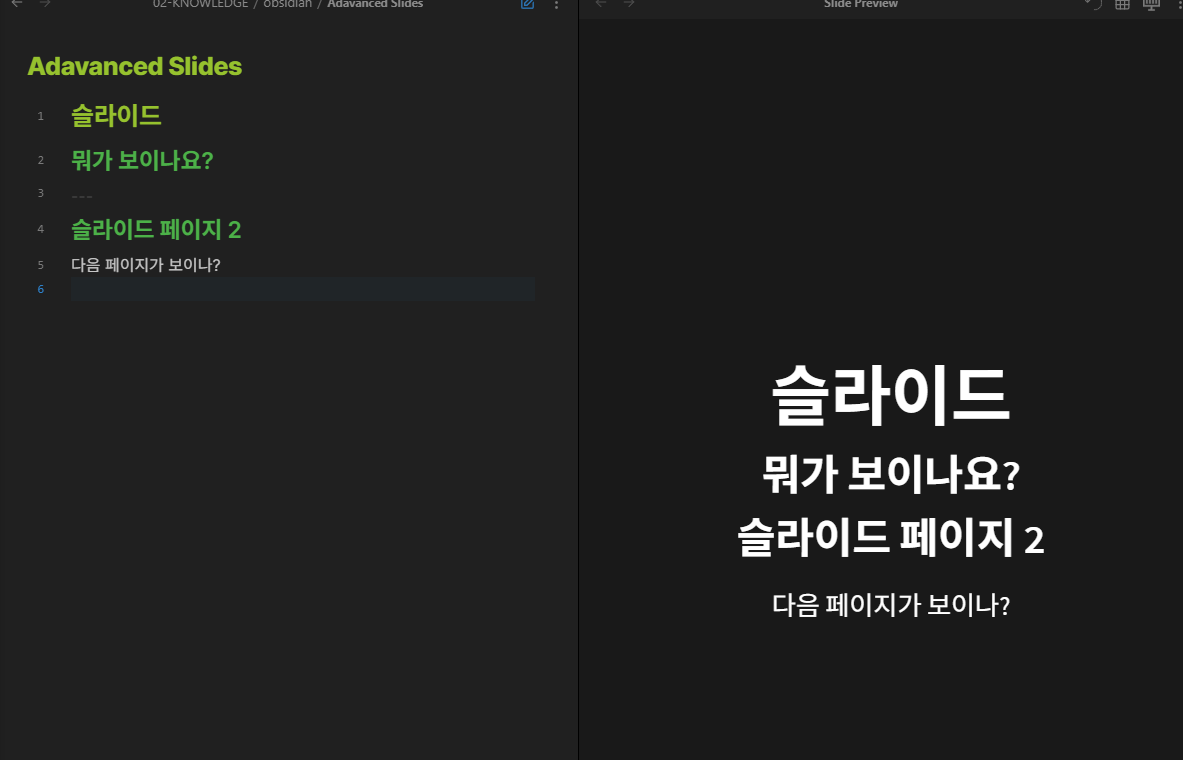 02-KNOWLEDGE / obsidian / Adavanced Slides
Slide Preview
Adavanced Slides
1 슬라이드
2 뭐가 보이나요?
3 ---
4 슬라이드 페이지 2
5 다음 페이지가 보이나?
6
슬라이드
뭐가 보이나요?
슬라이드 페이지 2
다음 페이지가 보이나?